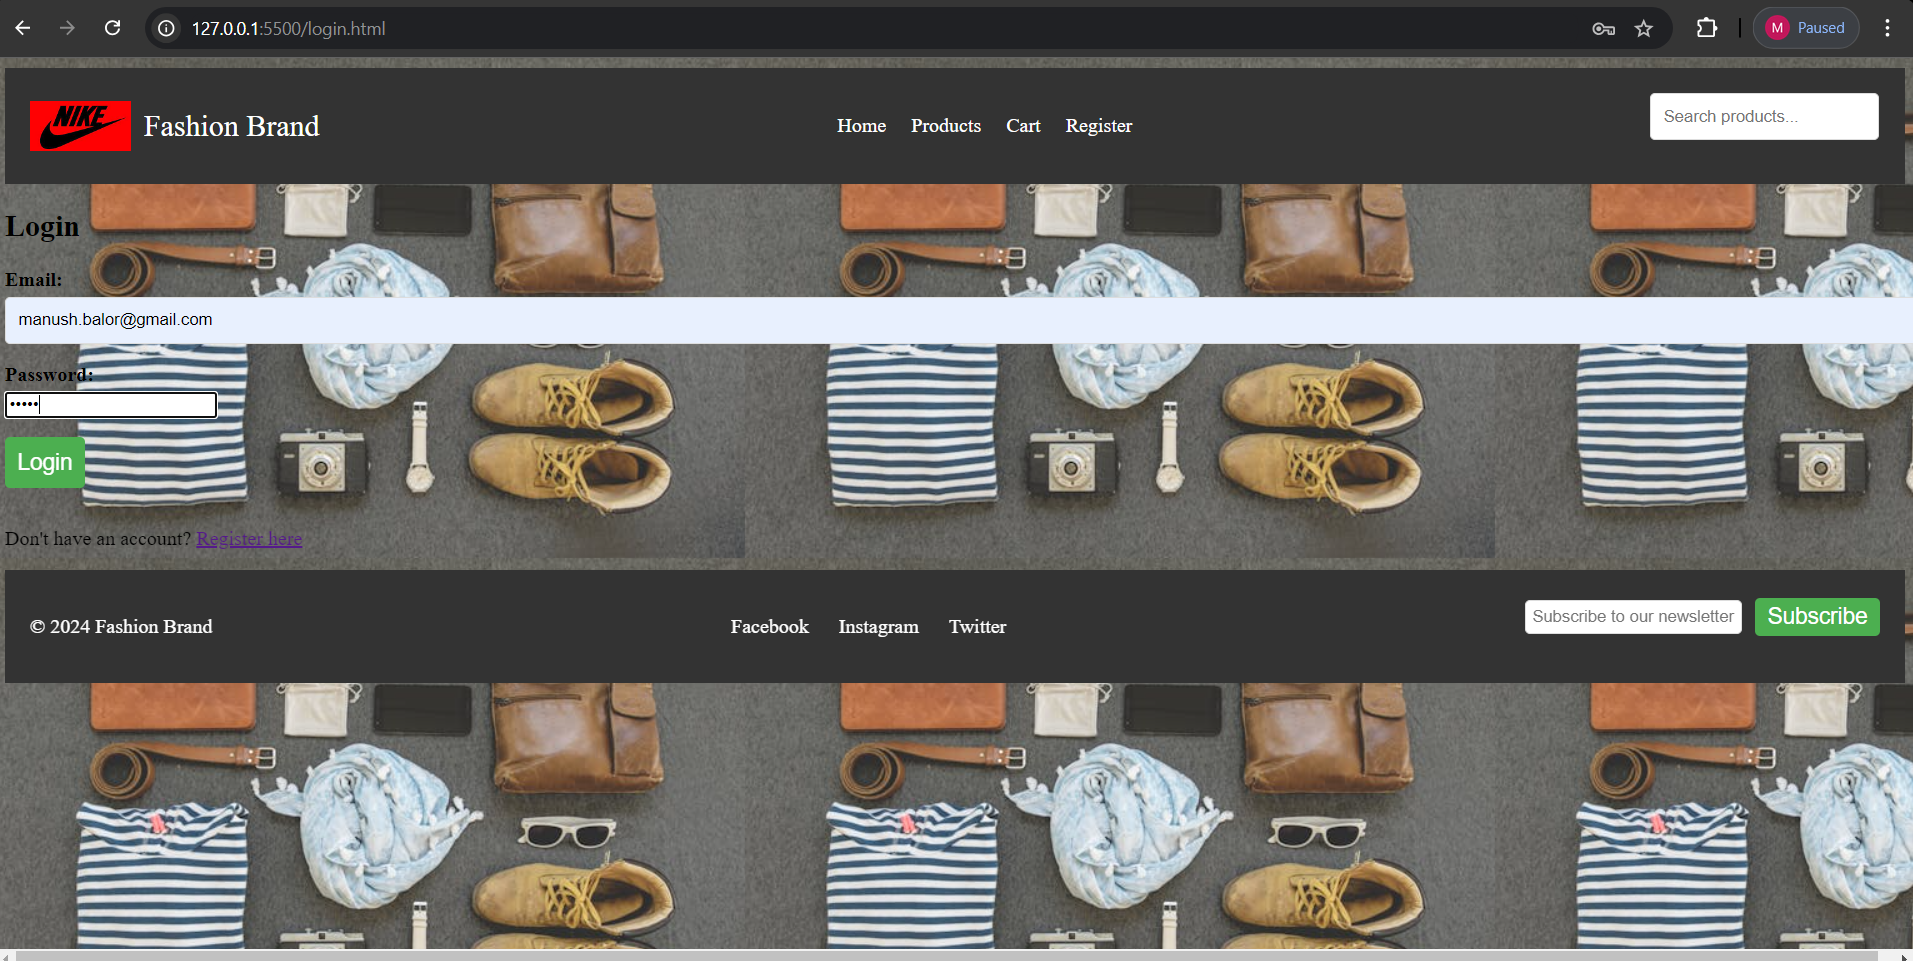 127.0.0.1:5500/login.html
M Paused
NIKE
Fashion Brand
Home Products Cart Register
Search products...
Login
Email:
manush.balor@gmail.com
Password:
•••••
Login
Don't have an account? Register here
© 2024 Fashion Brand
Facebook Instagram Twitter
Subscribe to our newsletter Subscribe